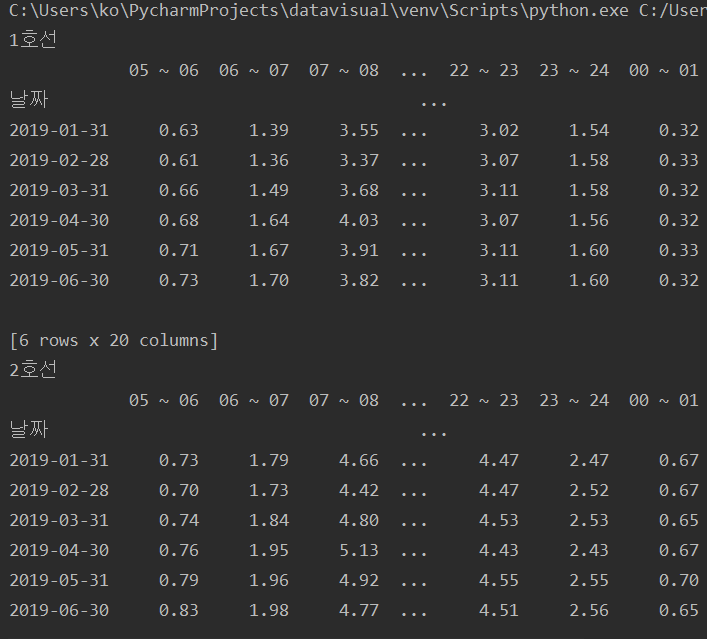 C:\Users\ko\PycharmProjects\datavisual\venv\Scripts\python.exe C:/User
1호선
05 ~ 06 06 ~ 07 07 ~ 08 ... 22 ~ 23 23 ~ 24 00 ~ 01
날짜 ...
2019-01-31 0.63 1.39 3.55 ... 3.02 1.54 0.32
2019-02-28 0.61 1.36 3.37 ... 3.07 1.58 0.33
2019-03-31 0.66 1.49 3.68 ... 3.11 1.58 0.32
2019-04-30 0.68 1.64 4.03 ... 3.07 1.56 0.32
2019-05-31 0.71 1.67 3.91 ... 3.11 1.60 0.33
2019-06-30 0.73 1.70 3.82 ... 3.11 1.60 0.32
[6 rows x 20 columns]
2호선
05 ~ 06 06 ~ 07 07 ~ 08 ... 22 ~ 23 23 ~ 24 00 ~ 01
날짜 ...
2019-01-31 0.73 1.79 4.66 ... 4.47 2.47 0.67
2019-02-28 0.70 1.73 4.42 ... 4.47 2.52 0.67
2019-03-31 0.74 1.84 4.80 ... 4.53 2.53 0.65
2019-04-30 0.76 1.95 5.13 ... 4.43 2.43 0.67
2019-05-31 0.79 1.96 4.92 ... 4.55 2.55 0.70
2019-06-30 0.83 1.98 4.77 ... 4.51 2.56 0.65